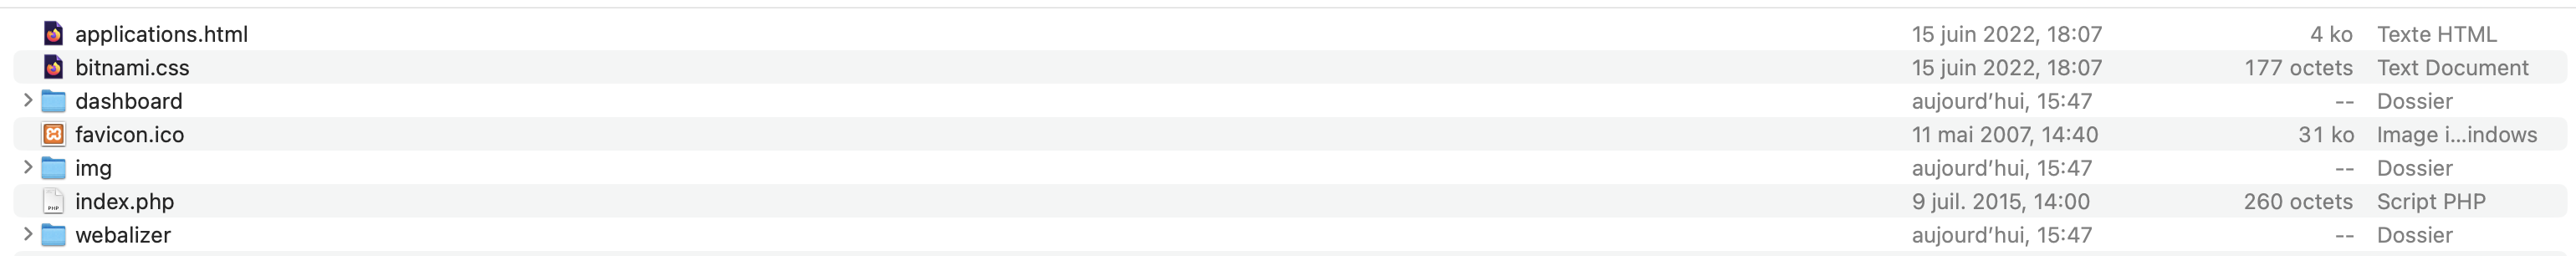 applications.html 15 juin 2022, 18:07 4 ko Texte HTML
bitnami.css 15 juin 2022, 18:07 177 octets Text Document
dashboard aujourd’hui, 15:47 -- Dossier
favicon.ico 11 mai 2007, 14:40 31 ko Image i...indows
img aujourd’hui, 15:47 -- Dossier
PHP index.php 9 juil. 2015, 14:00 260 octets Script PHP
webalizer aujourd’hui, 15:47 -- Dossier